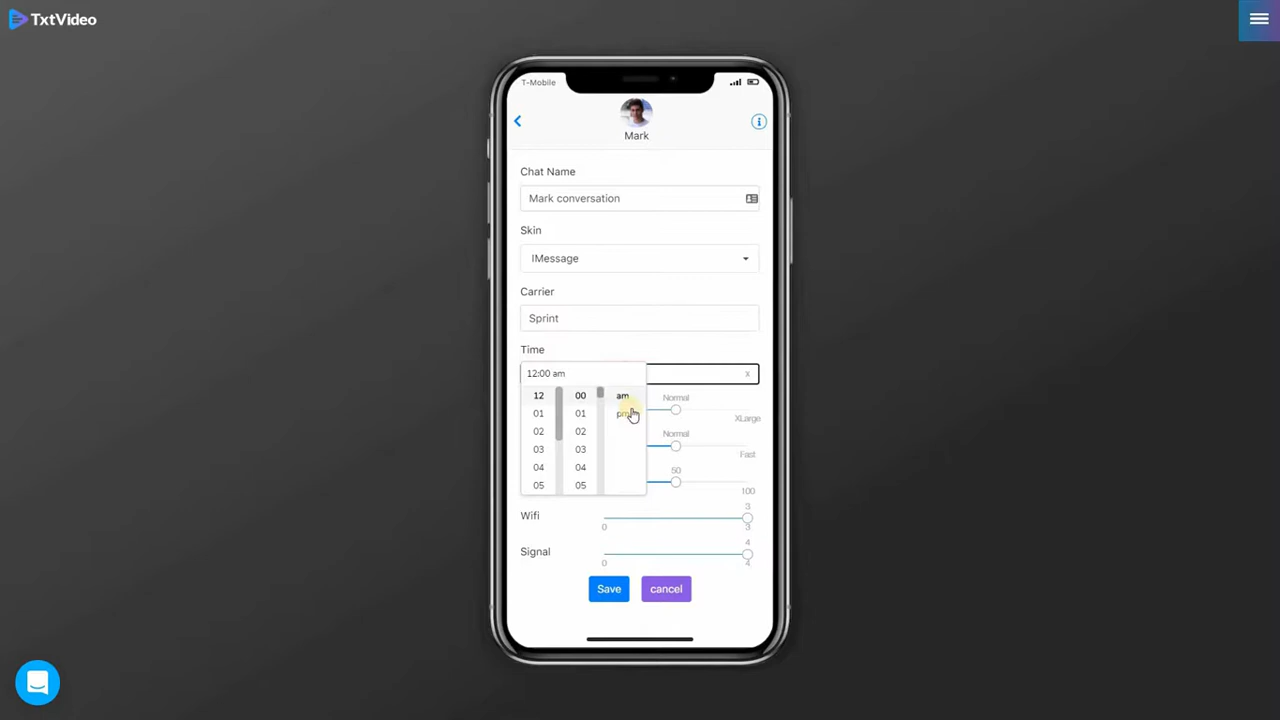 TxtVideo
T-Mobile
Mark
Chat Name
Mark conversation
Skin
IMessage
Carrier
Sprint
Time
12:00 am
x
12 00 am
01 01 pm
02 02
03 03
04 04
05 05
Normal
XLarge
Normal
Fast
50
100
Wifi
3
0 3
Signal
4
0 4
Save cancel